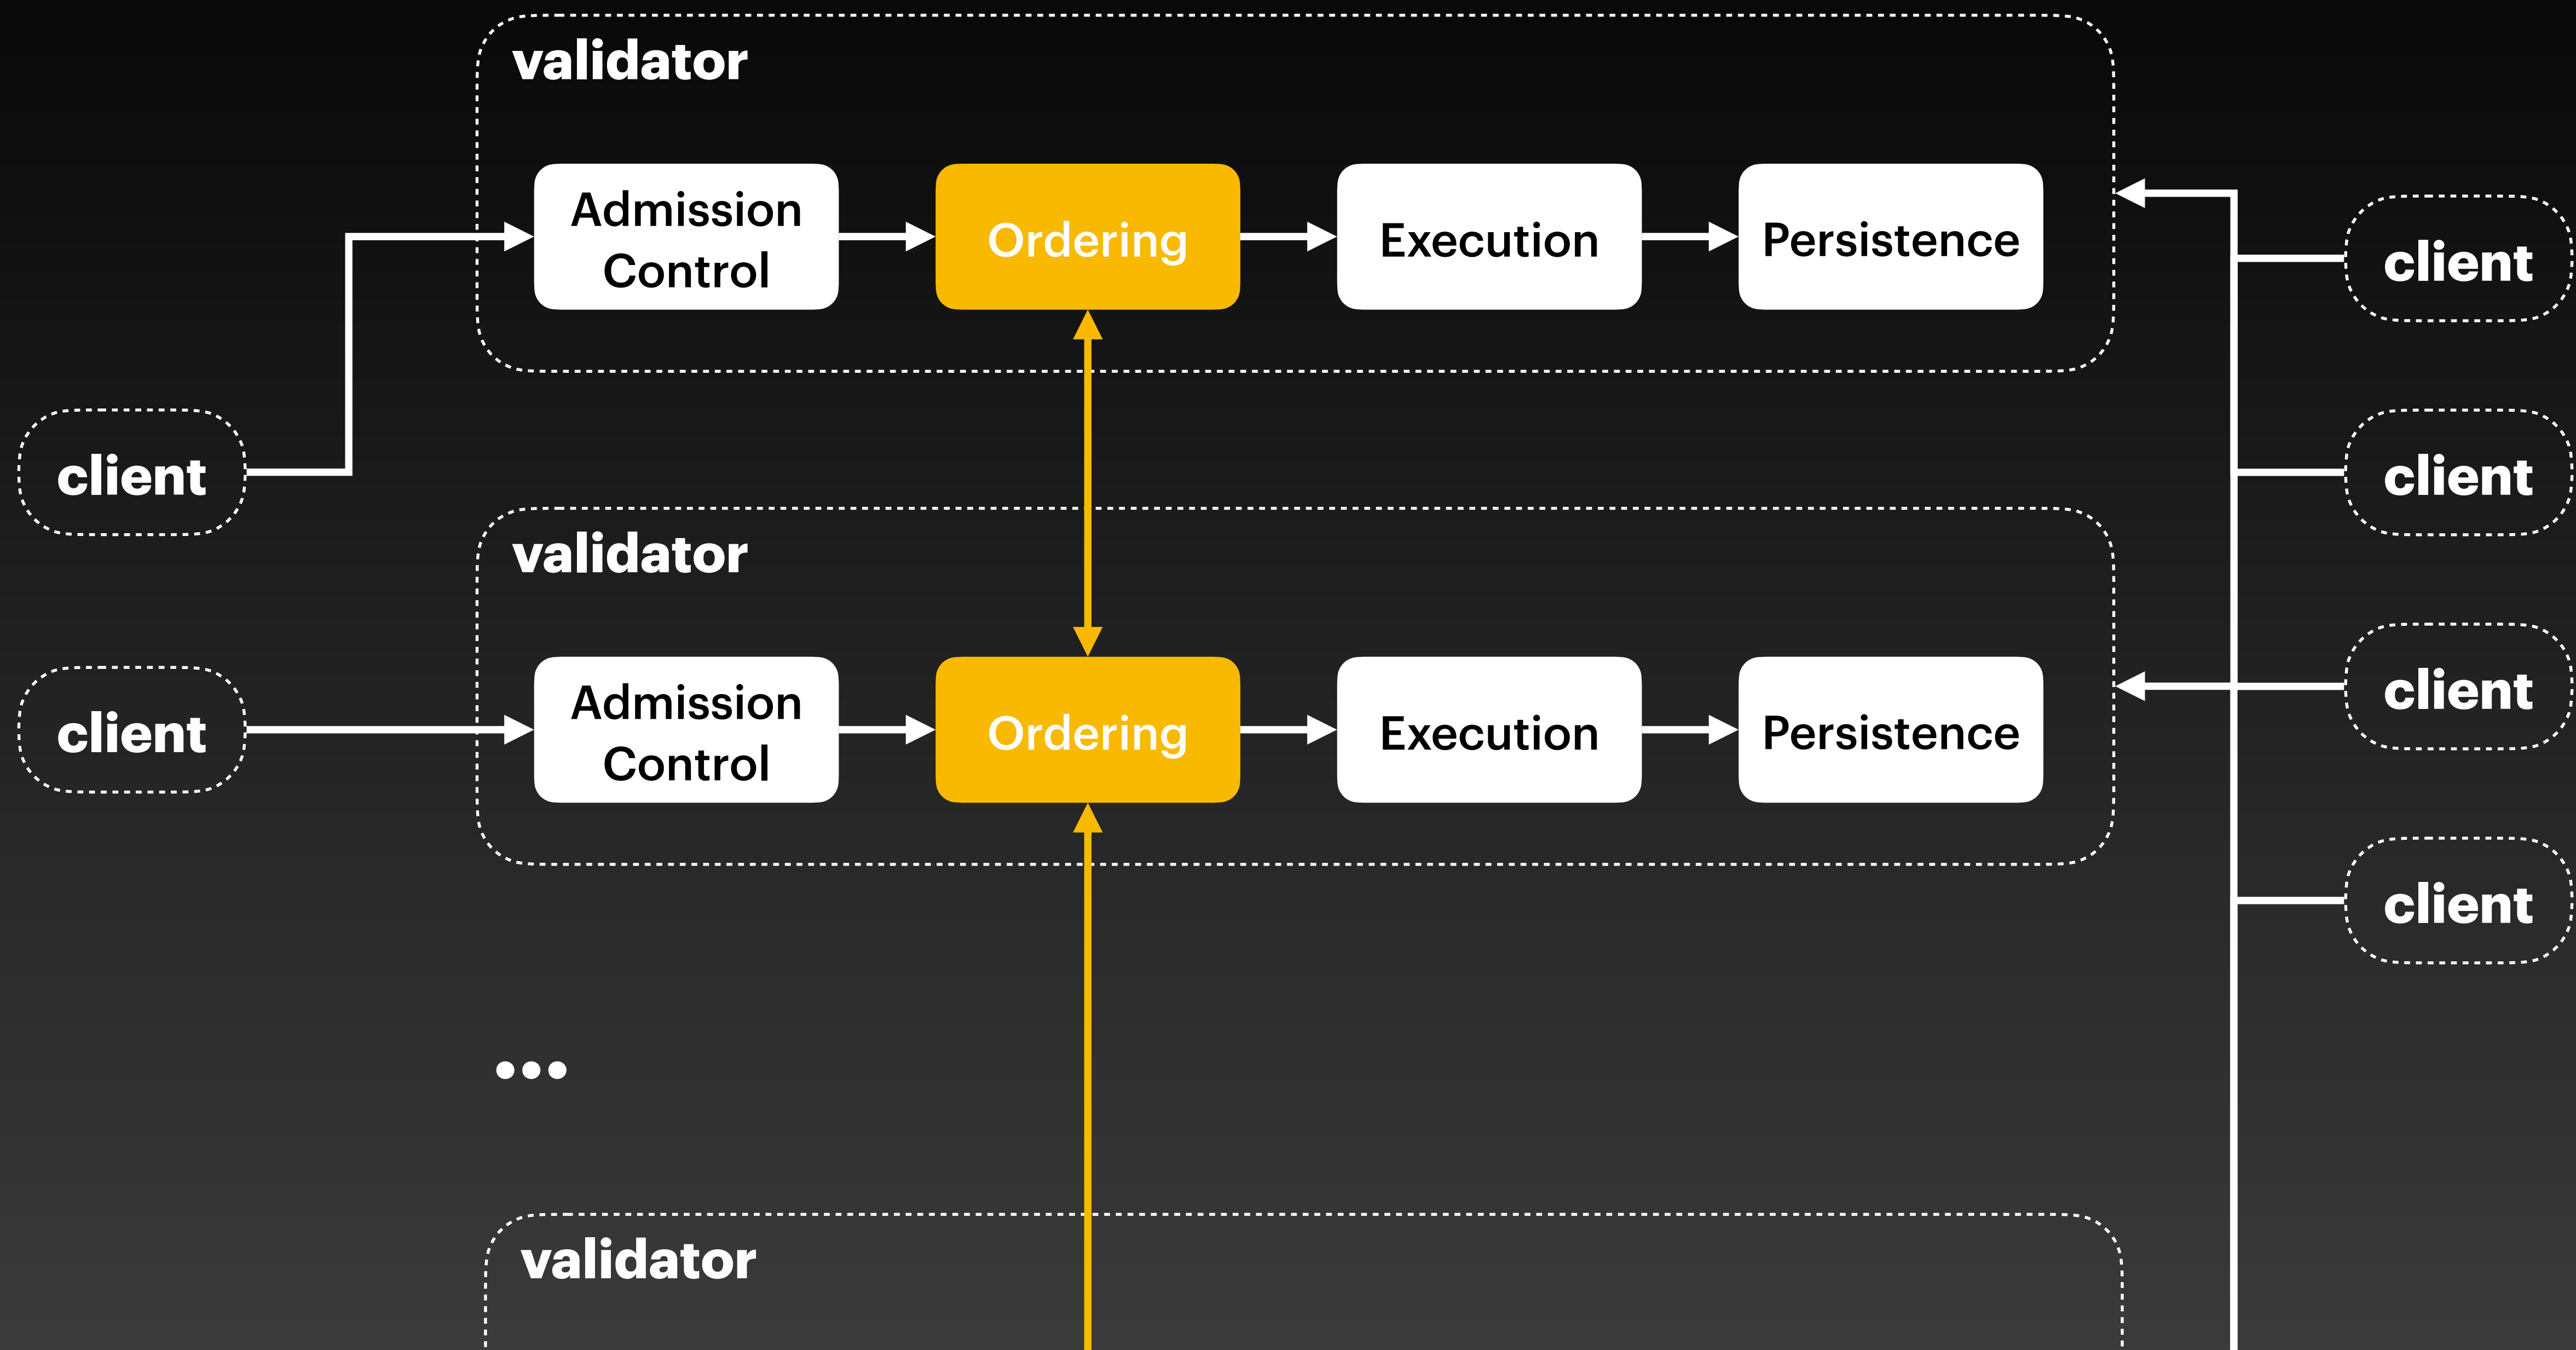 validator
Admission
Control
Ordering
Execution
Persistence
client
client
client
validator
Admission
Control
Ordering
Execution
Persistence
client
client
client
...
validator